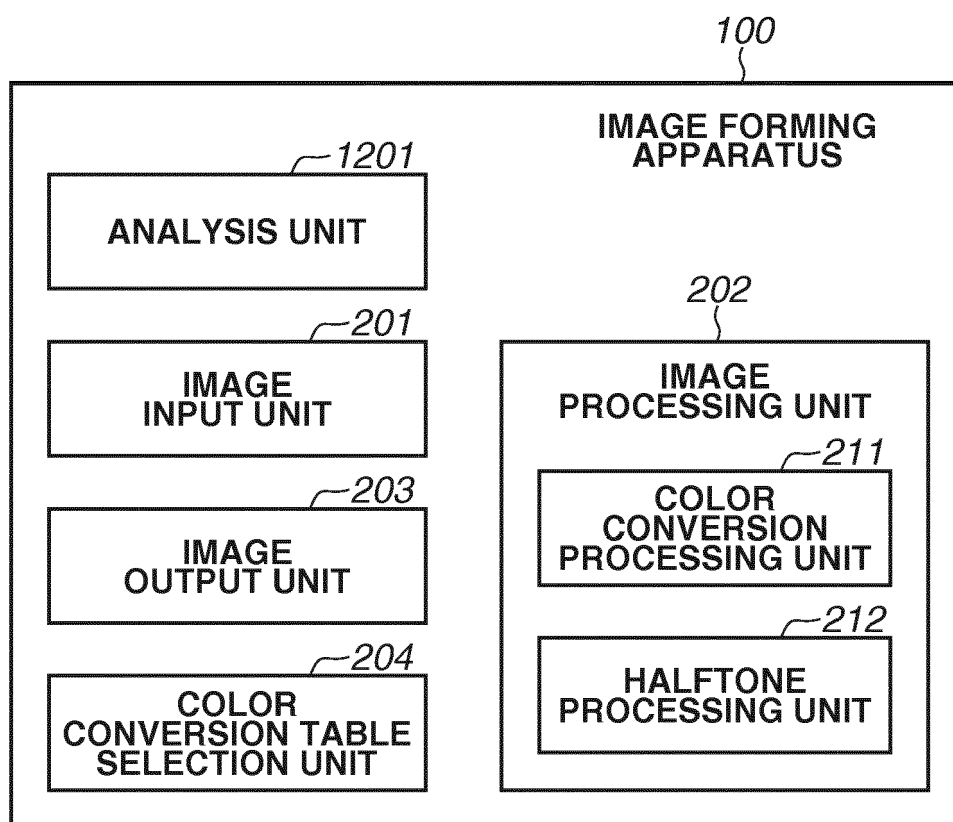 100
IMAGE FORMING
APPARATUS
1201
ANALYSIS UNIT
201
IMAGE
INPUT UNIT
203
IMAGE
OUTPUT UNIT
204
COLOR
CONVERSION TABLE
SELECTION UNIT
202
IMAGE
PROCESSING UNIT
211
COLOR
CONVERSION
PROCESSING UNIT
212
HALFTONE
PROCESSING UNIT